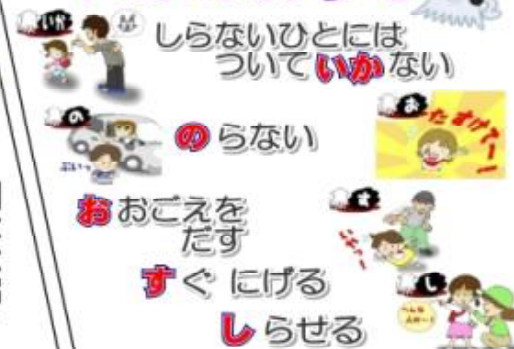 いか
しらないひとには
ついていかない
の
のらない
お
たすけてー！
おおごえを
だす
す
すぐ にげる
し
しらせる